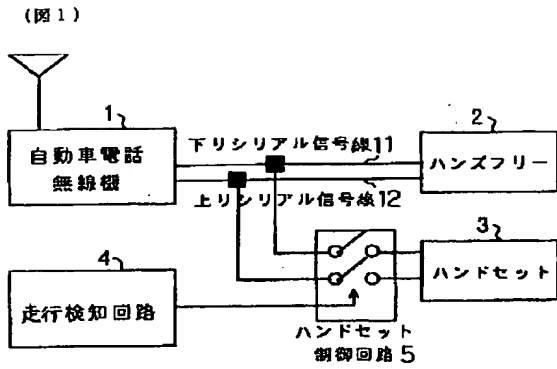 (図1)
1
自動車電話
無線機
下りシリアル信号線11
上りシリアル信号線12
2
ハンズフリー
3
ハンドセット
4
走行検知回路
ハンドセット
制御回路5